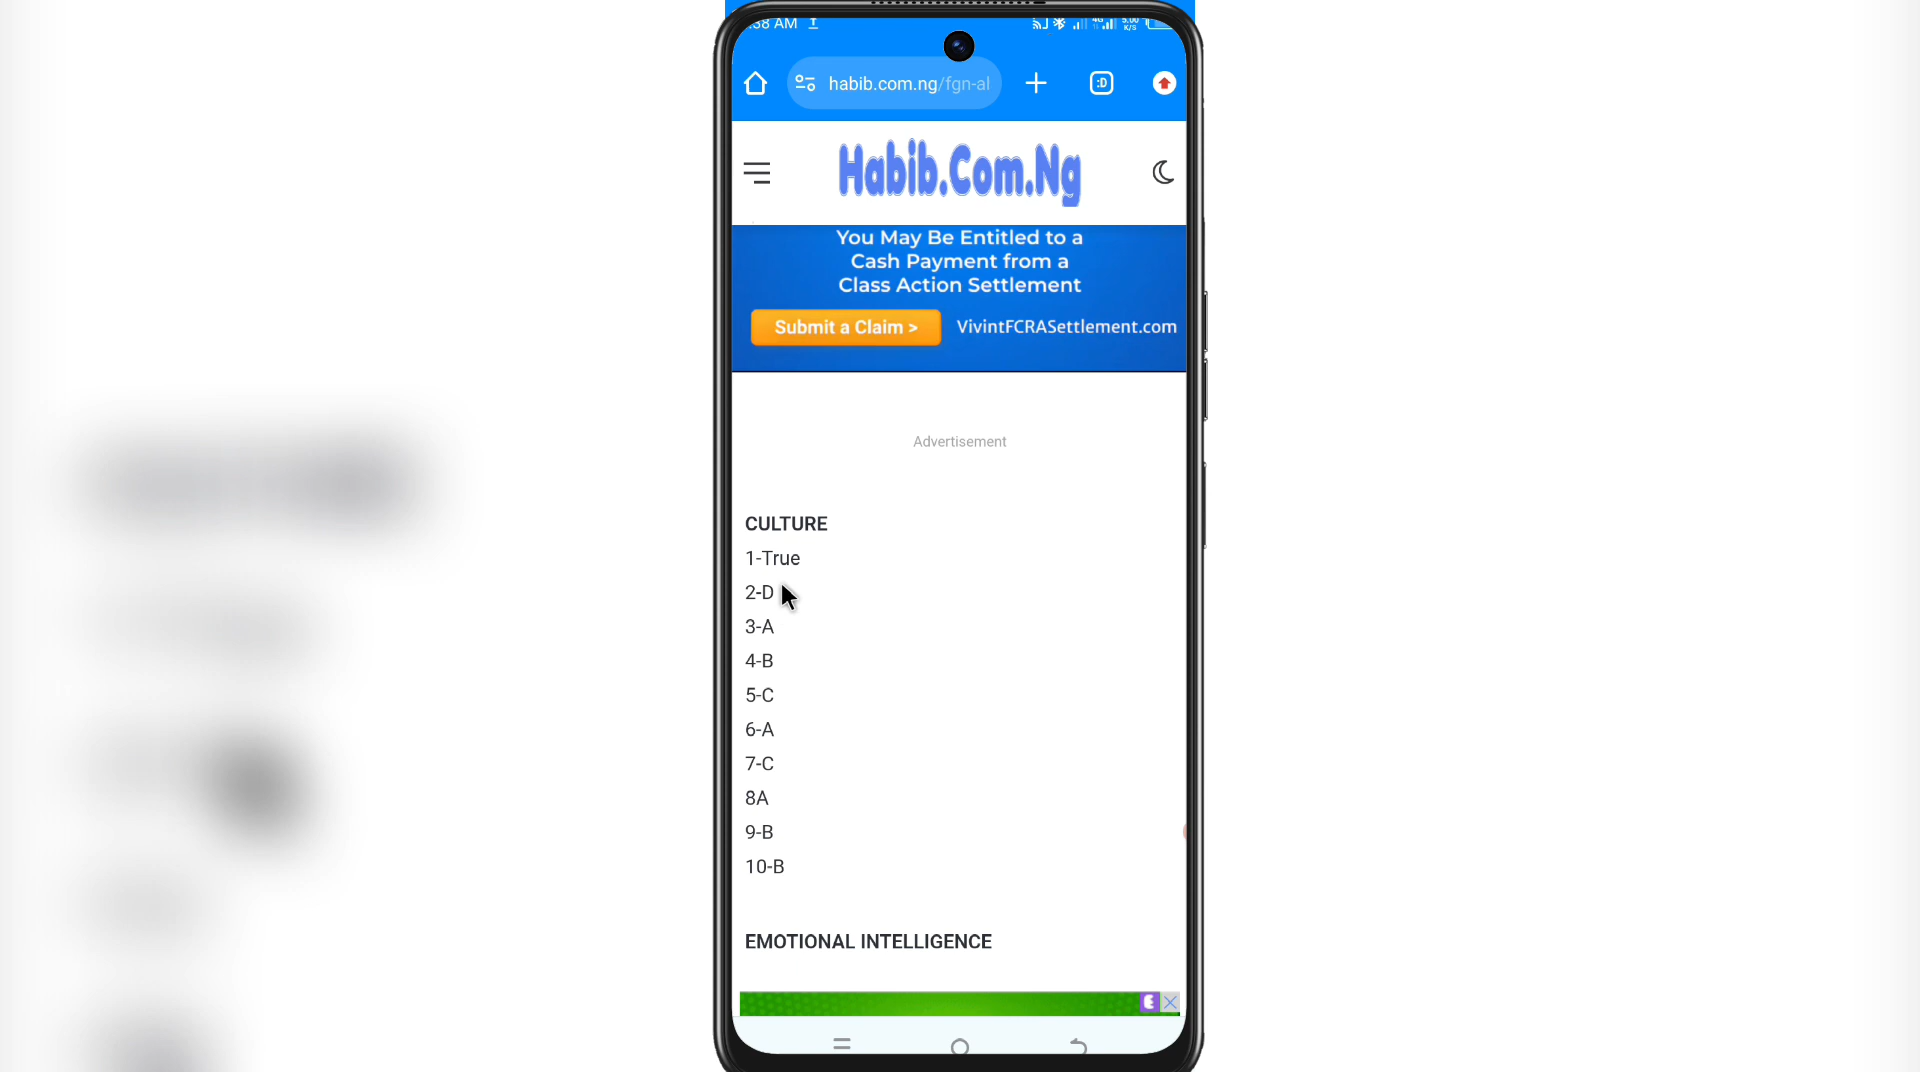 habib.com.ng/fgn-al
:D
Habib.Com.Ng
You May Be Entitled to a
Cash Payment from a
Class Action Settlement
Submit a Claim >
VivintFCRASettlement.com
Advertisement
CULTURE
1-True
2-D
3-A
4-B
5-C
6-A
7-C
8A
9-B
10-B
EMOTIONAL INTELLIGENCE